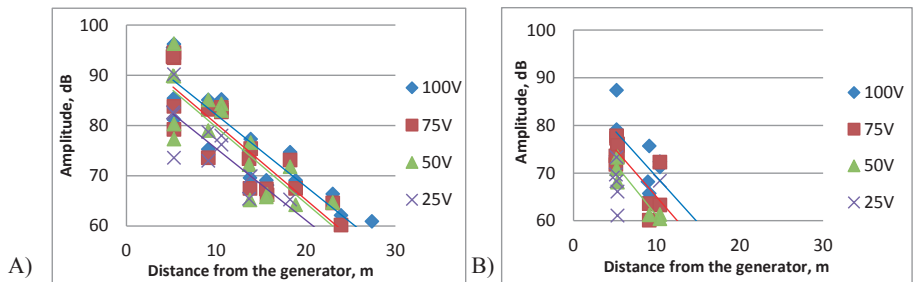 A)
Amplitude, dB
100
90
80
70
60
0 10 20 30
Distance from the generator, m
100V
75V
50V
25V
B)
Amplitude, dB
100
90
80
70
60
0 10 20 30
Distance from the generator, m
100V
75V
50V
25V